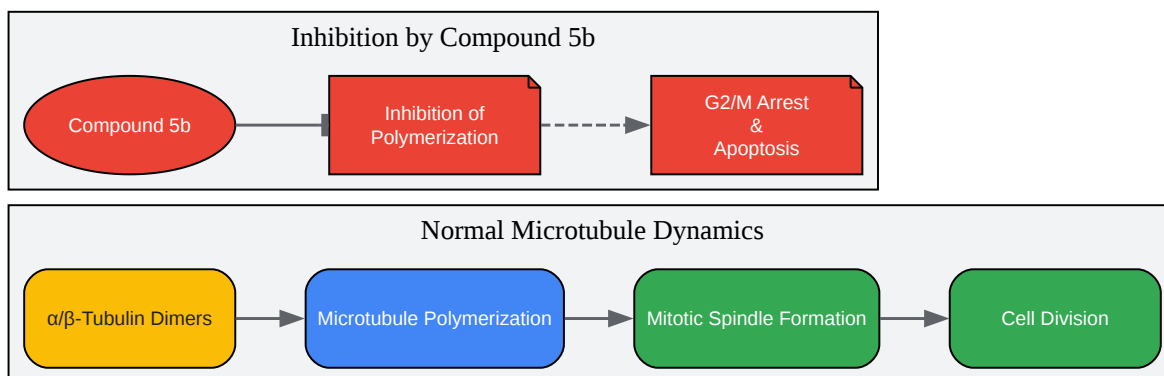 Inhibition by Compound 5b
Compound 5b
Inhibition of
Polymerization
G2/M Arrest
&
Apoptosis
Normal Microtubule Dynamics
α/β-Tubulin Dimers
Microtubule Polymerization
Mitotic Spindle Formation
Cell Division